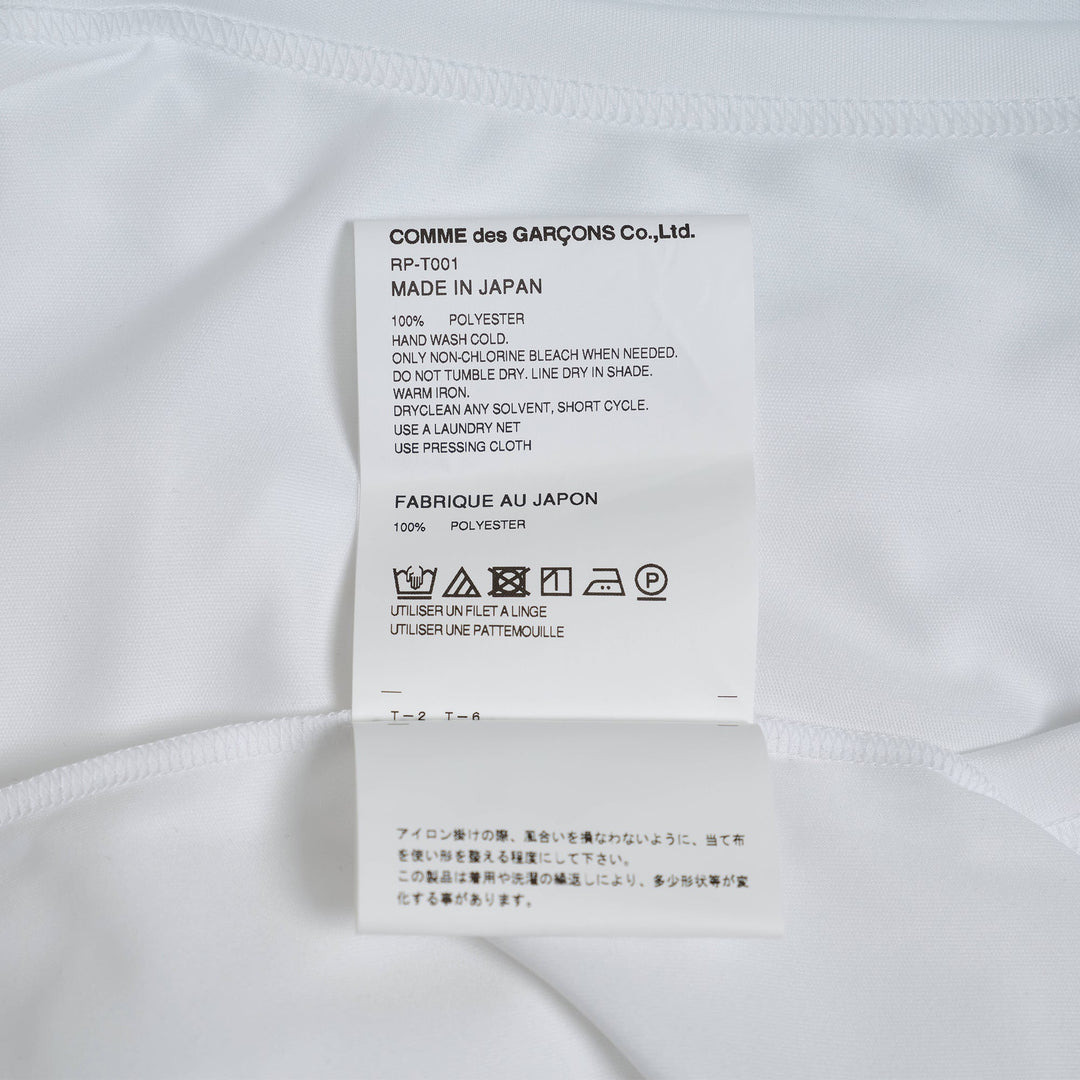 COMME des GARÇONS Co.,Ltd.
RP-T001
MADE IN JAPAN
100% POLYESTER
HAND WASH COLD.
ONLY NON-CHLORINE BLEACH WHEN NEEDED.
DO NOT TUMBLE DRY. LINE DRY IN SHADE.
WARM IRON.
DRYCLEAN ANY SOLVENT, SHORT CYCLE.
USE A LAUNDRY NET
USE PRESSING CLOTH
FABRIQUE AU JAPON
100% POLYESTER
P
UTILISER UN FILET A LINGE
UTILISER UNE PATTEMOUILLE
T-2 T-6
アイロン掛けの際、風合いを損なわないように、当て布
を使い形を整える程度にして下さい。
この製品は着用や洗濯の繰返しにより、多少形状等が変
化する事があります。